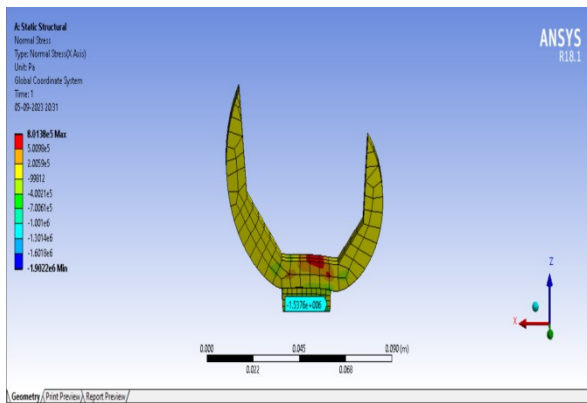 A: Static Structural
Normal Stress
Type: Normal Stress(X Axis)
Unit: Pa
Global Coordinate System
Time: 1
05-09-2023 20:31
ANSYS
R18.1
8.0138e5 Max
5.0098e5
2.0059e5
-99812
-4.0021e5
-7.0061e5
-1.001e6
-1.3014e6
-1.6018e6
-1.9022e6 Min
-1.5376e+006
Z
X
0.000 0.045 0.090 (m)
0.022 0.068
Geometry Print Preview Report Preview